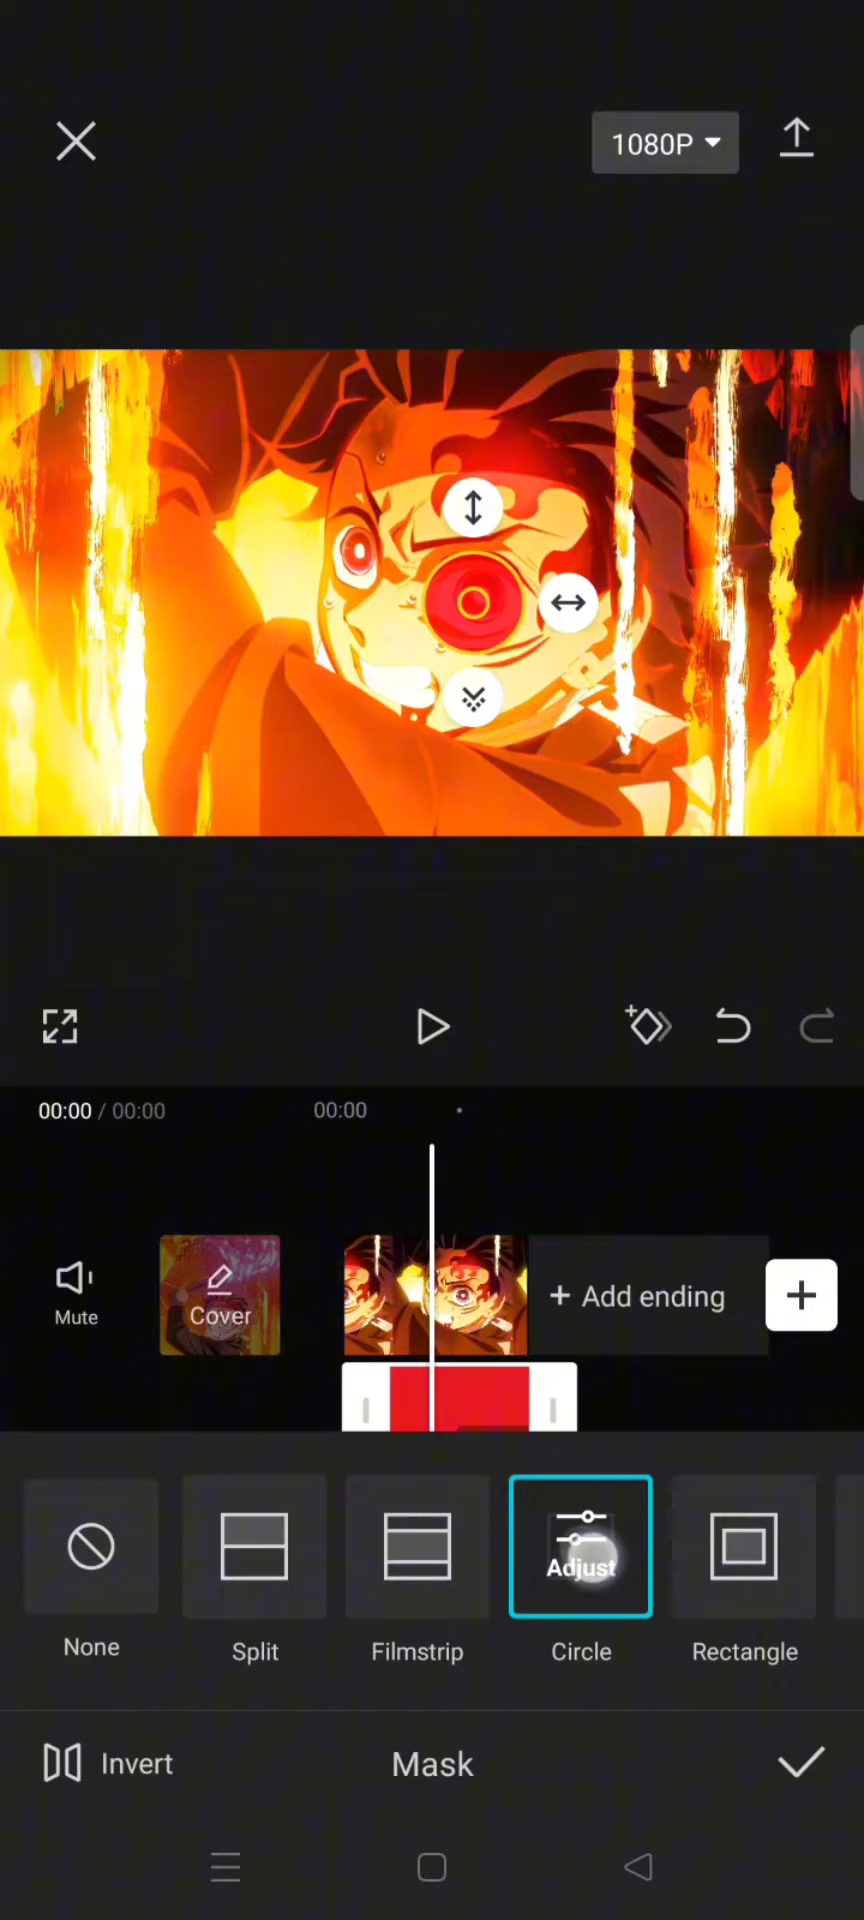 1080P
00:00 / 00:00
00:00
Mute
Cover
+ Add ending
Adjust
None
Split
Filmstrip
Circle
Rectangle
Invert
Mask